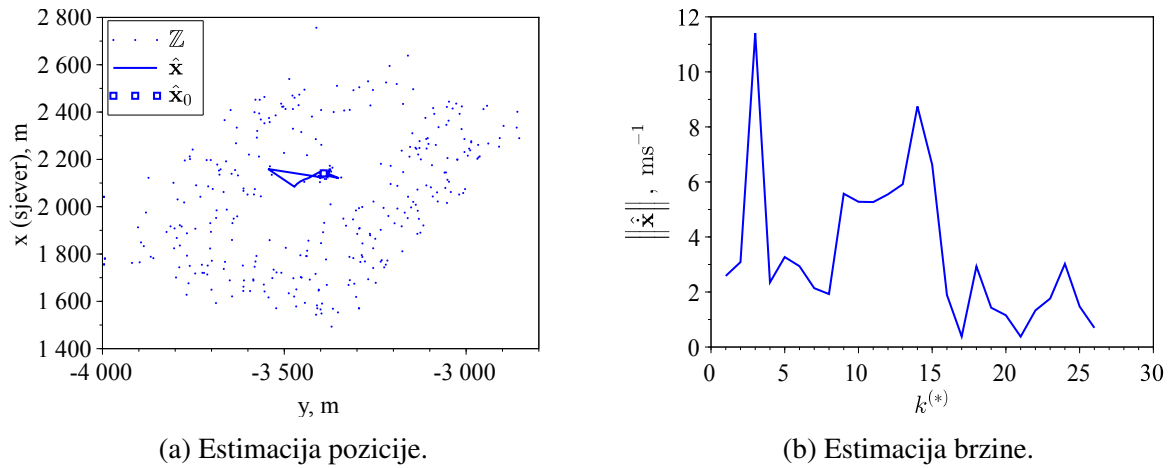 2 800
2 600
2 400
2 200
2 000
1 800
1 600
1 400
x (sjever), m
ℤ
x̂
x̂₀
-4 000
-3 500
-3 000
y, m
(a) Estimacija pozicije.
12
10
8
6
4
2
0
‖x̂̇‖ , ms⁻¹
0
5
10
15
20
25
30
k⁽*⁾
(b) Estimacija brzine.